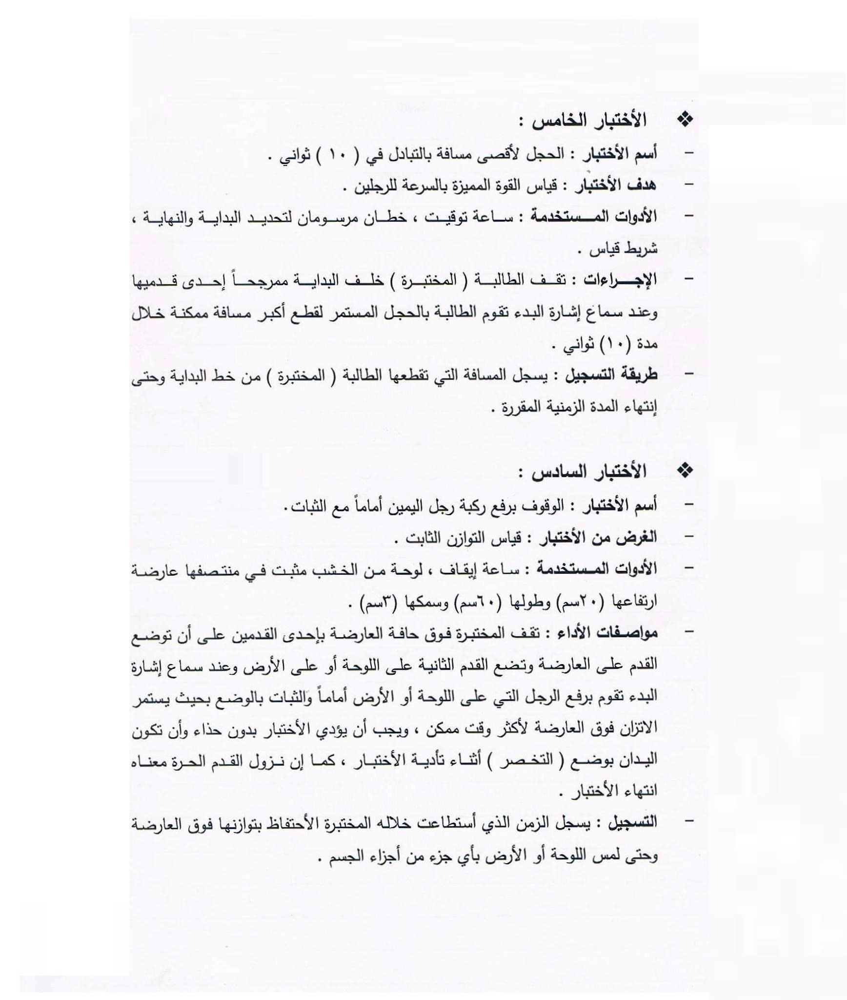 ❖ الأختبار الخامس :
- أسم الأختبار : الحجل لأقصى مسافة بالتبادل في ( ١٠ ) ثواني .
- هدف الأختبار : قياس القوة المميزة بالسرعة للرجلين .
- الأدوات المستخدمة : ساعة توقيت ، خطان مرسومان لتحديد البداية والنهاية ،
شريط قياس .
- الإجراءات : تقف الطالبة ( المختبرة ) خلف البداية ممرجحاً إحدى قدميها
وعند سماع إشارة البدء تقوم الطالبة بالحجل المستمر لقطع أكبر مسافة ممكنة خلال
مدة (١٠) ثواني .
- طريقة التسجيل : يسجل المسافة التي تقطعها الطالبة ( المختبرة ) من خط البداية وحتى
إنتهاء المدة الزمنية المقررة .
❖ الأختبار السادس :
- أسم الأختبار : الوقوف برفع ركبة رجل اليمين أماماً مع الثبات.
- الغرض من الأختبار : قياس التوازن الثابت .
- الأدوات المستخدمة : ساعة إيقاف ، لوحة من الخشب مثبت في منتصفها عارضة
ارتفاعها (٢٠سم) وطولها (٦٠سم) وسمكها (٣سم) .
- مواصفات الأداء : تقف المختبرة فوق حافة العارضة بإحدى القدمين على أن توضع
القدم على العارضة وتضع القدم الثانية على اللوحة أو على الأرض وعند سماع إشارة
البدء تقوم برفع الرجل التي على اللوحة أو الأرض أماماً والثبات بالوضع بحيث يستمر
الاتزان فوق العارضة لأكثر وقت ممكن ، ويجب أن يؤدي الأختبار بدون حذاء وأن تكون
اليدان بوضع ( التخصر ) أثناء تأدية الأختبار ، كما إن نزول القدم الحرة معناه
انتهاء الأختبار .
- التسجيل : يسجل الزمن الذي أستطاعت خلاله المختبرة الأحتفاظ بتوازنها فوق العارضة
وحتى لمس اللوحة أو الأرض بأي جزء من أجزاء الجسم .